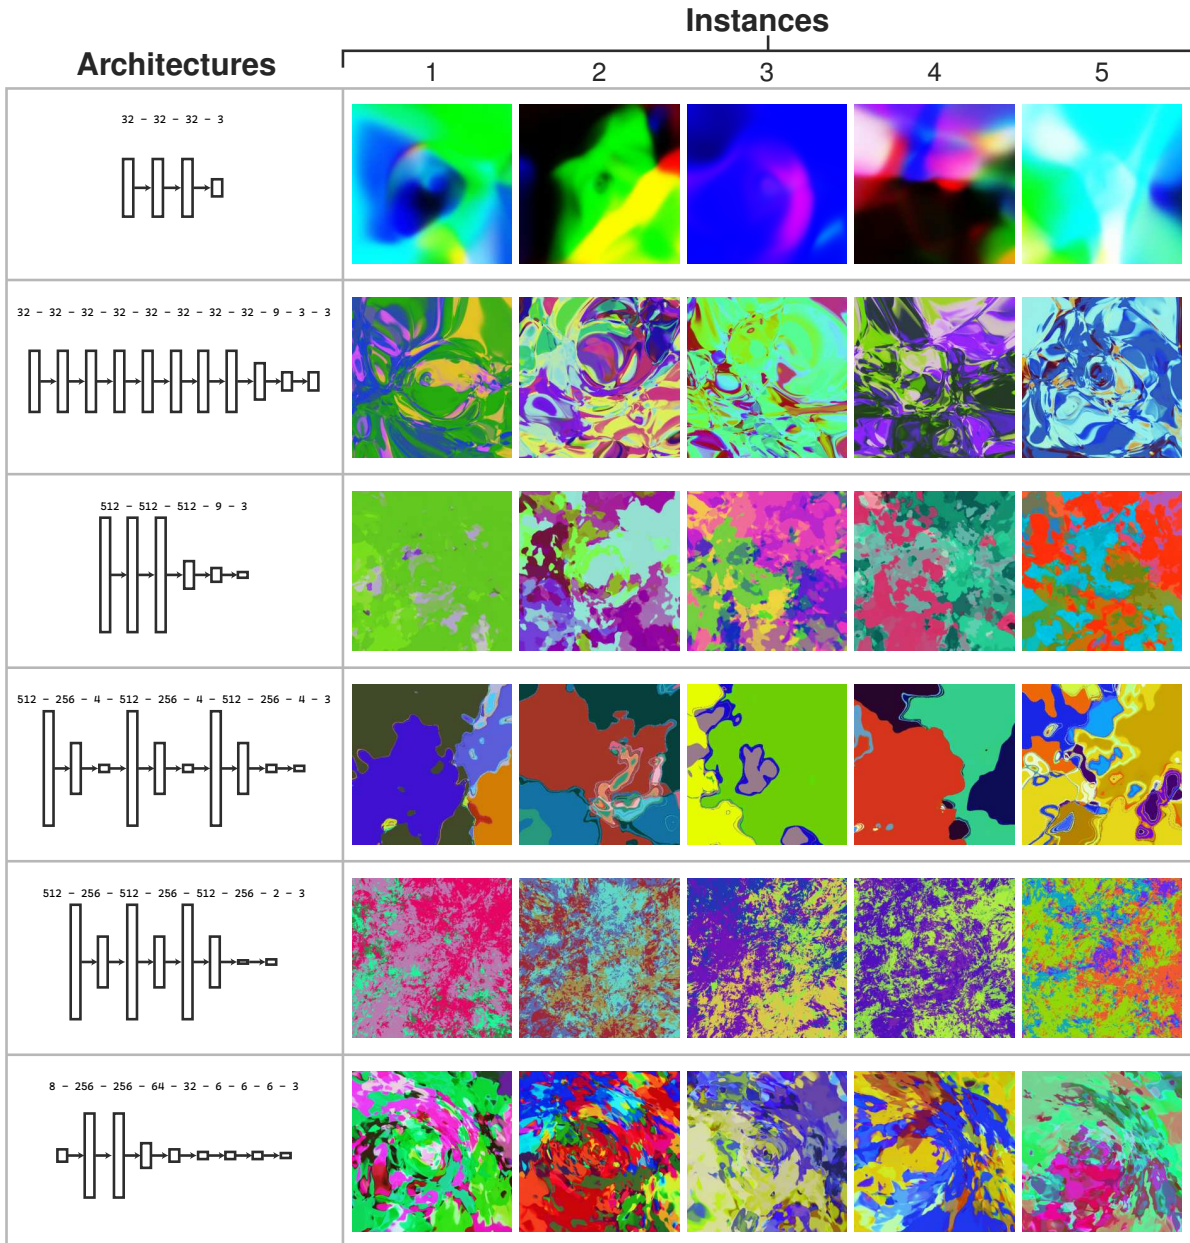 Instances
Architectures
1 2 3 4 5
32 - 32 - 32 - 3
32 - 32 - 32 - 32 - 32 - 32 - 32 - 32 - 9 - 3 - 3
512 - 512 - 512 - 9 - 3
512 - 256 - 4 - 512 - 256 - 4 - 512 - 256 - 4 - 3
512 - 256 - 512 - 256 - 512 - 256 - 2 - 3
8 - 256 - 256 - 64 - 32 - 6 - 6 - 6 - 3